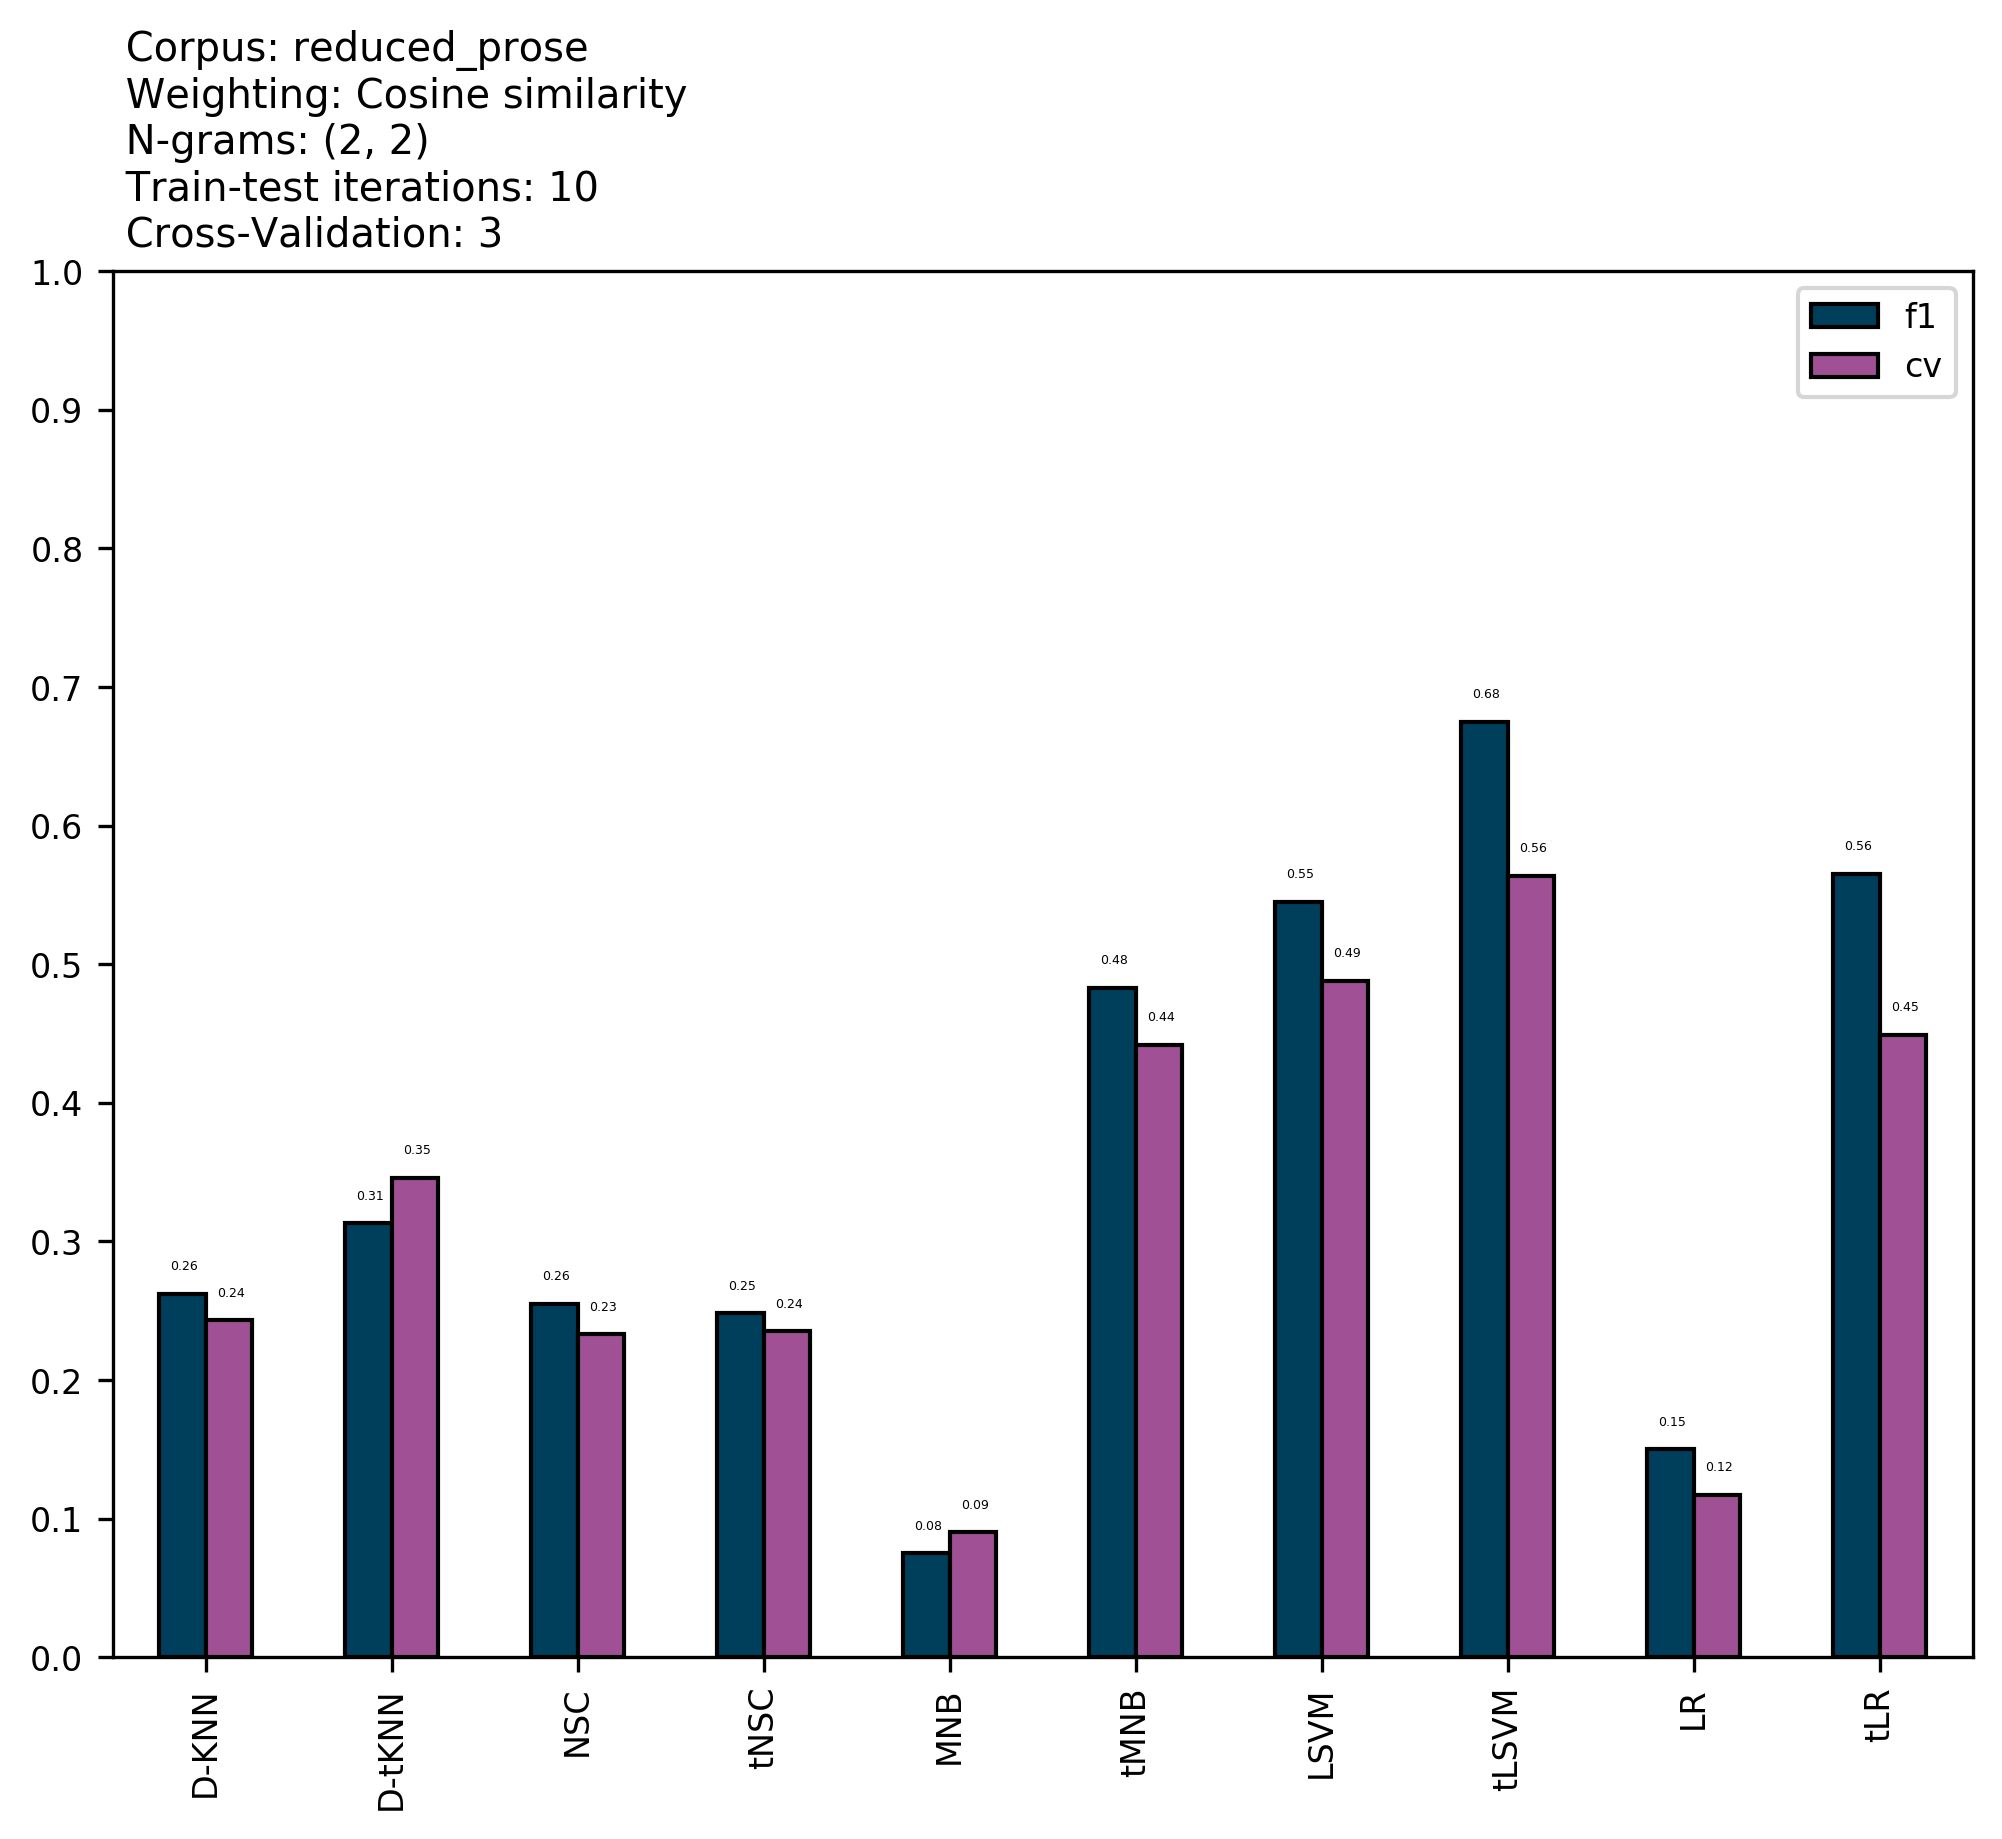 Corpus: reduced_prose
Weighting: Cosine similarity
N-grams: (2, 2)
Train-test iterations: 10
Cross-Validation: 3
1.0
0.9
0.8
0.7
0.6
0.5
0.4
0.3
0.2
0.1
0.0
f1
cv
0.26
0.24
0.31
0.35
0.26
0.23
0.25
0.24
0.08
0.09
0.48
0.44
0.55
0.49
0.68
0.56
0.15
0.12
0.56
0.45
D-KNN
D-tKNN
NSC
tNSC
MNB
tMNB
LSVM
tLSVM
LR
tLR